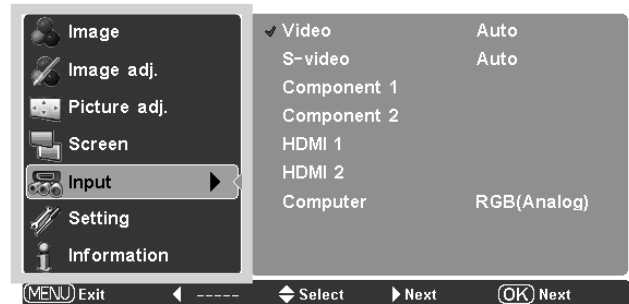 Image
Image adj.
Picture adj.
Screen
Input
Setting
Information
Video Auto
S-video Auto
Component 1
Component 2
HDMI 1
HDMI 2
Computer RGB(Analog)
MENU Exit ----- Select Next OK Next